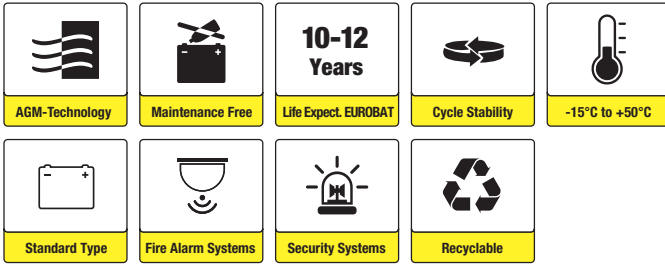 10-12
Years
AGM-Technology
Maintenance Free
Life Expect. EUROBAT
Cycle Stability
-15°C to +50°C
Standard Type
Fire Alarm Systems
Security Systems
Recyclable